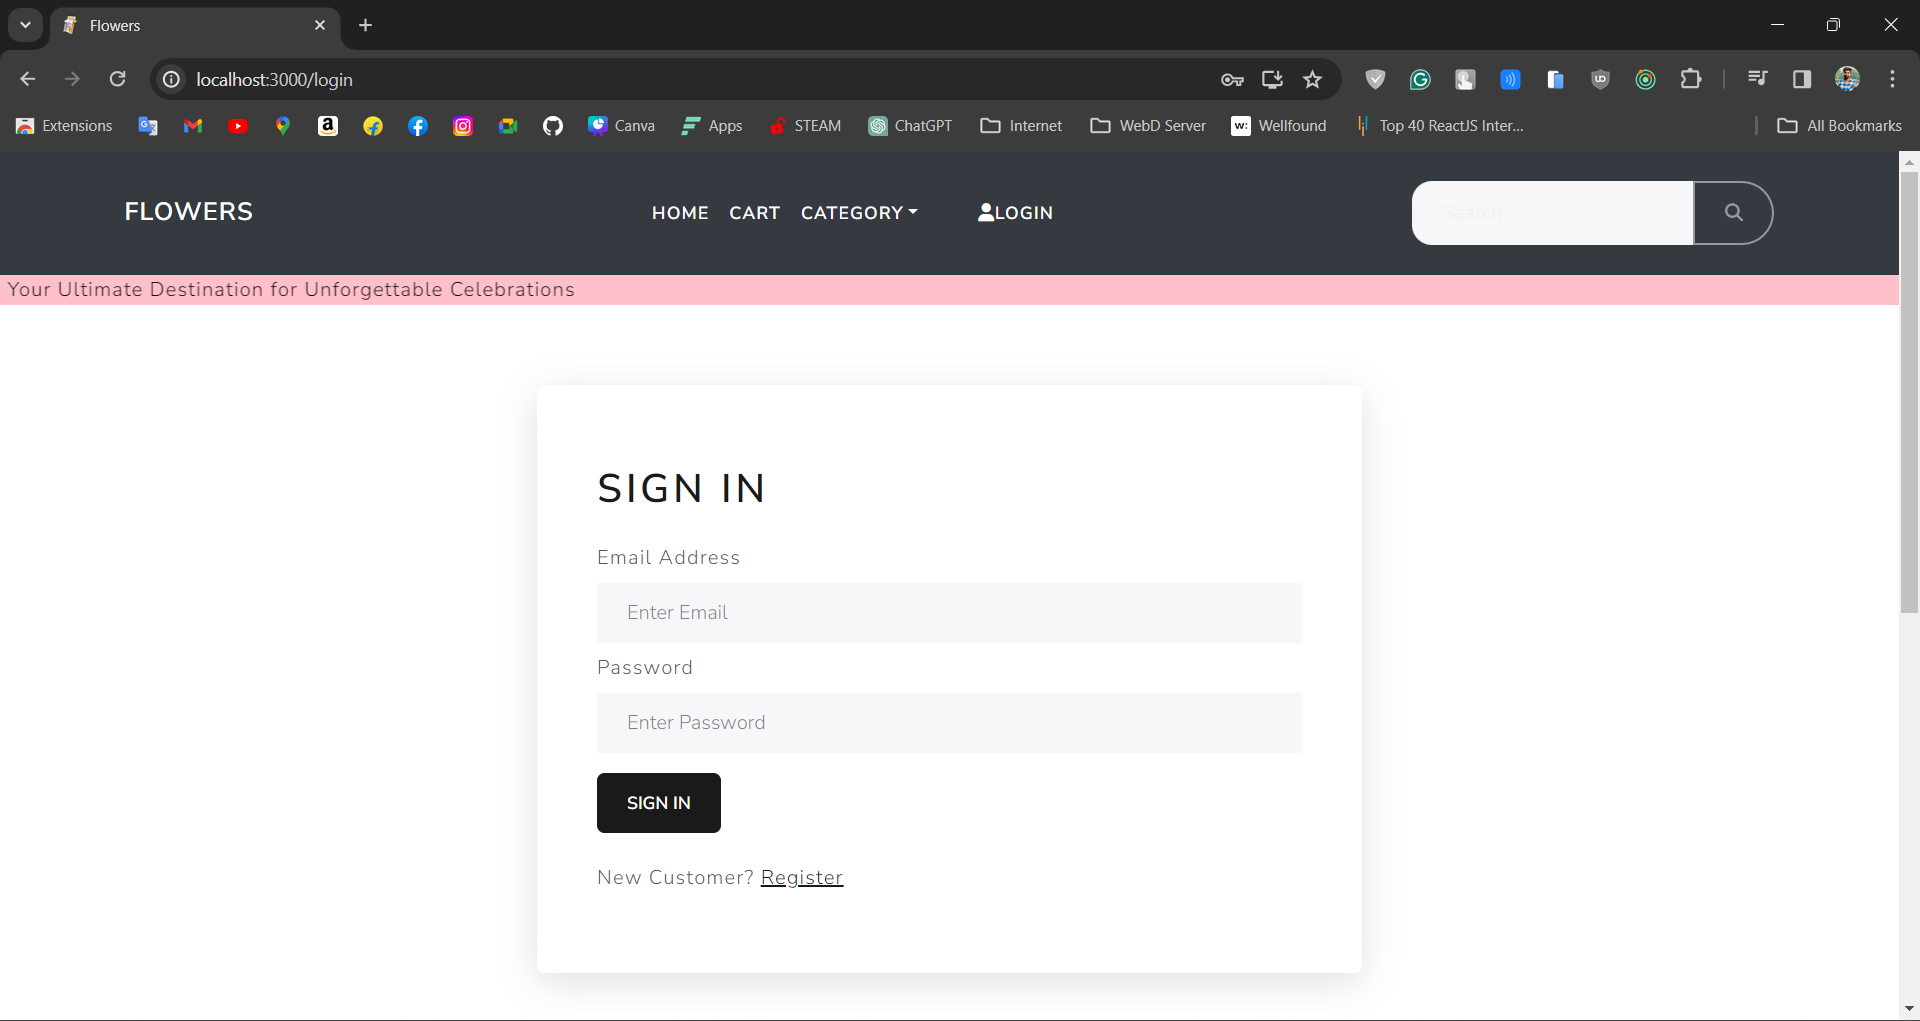 Flowers
localhost:3000/login
Extensions
Canva
Apps
STEAM
ChatGPT
Internet
WebD Server
Wellfound
Top 40 ReactJS Inter...
All Bookmarks
FLOWERS
HOME
CART
CATEGORY
LOGIN
Search
Your Ultimate Destination for Unforgettable Celebrations
SIGN IN
Email Address
Enter Email
Password
Enter Password
SIGN IN
New Customer? Register